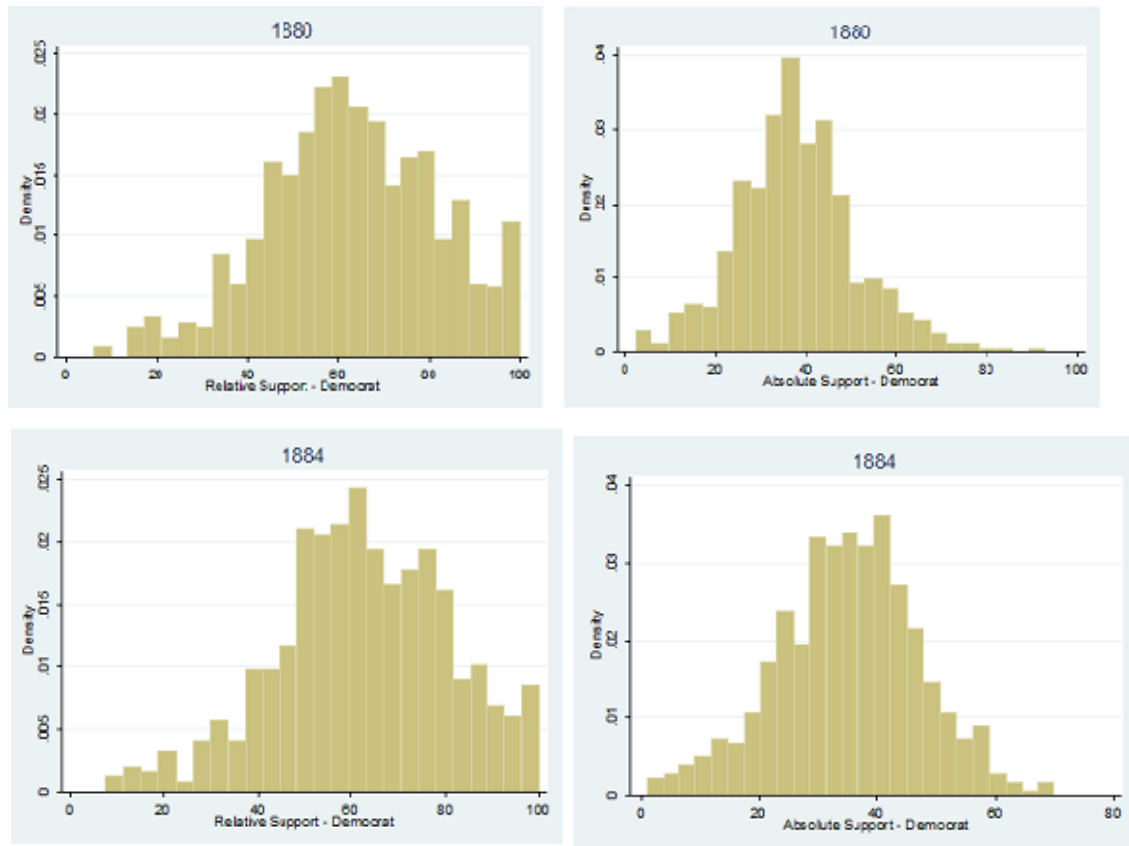 1880
.025
.02
.015
.01
.005
0
Density
0 20 40 60 80 100
Relative Support - Democrat
1880
.04
.03
.02
.01
0
Density
0 20 40 60 80 100
Absolute Support - Democrat
1884
.025
.02
.015
.01
.005
0
Density
0 20 40 60 80 100
Relative Support - Democrat
1884
.04
.03
.02
.01
0
Density
0 20 40 60 80
Absolute Support - Democrat